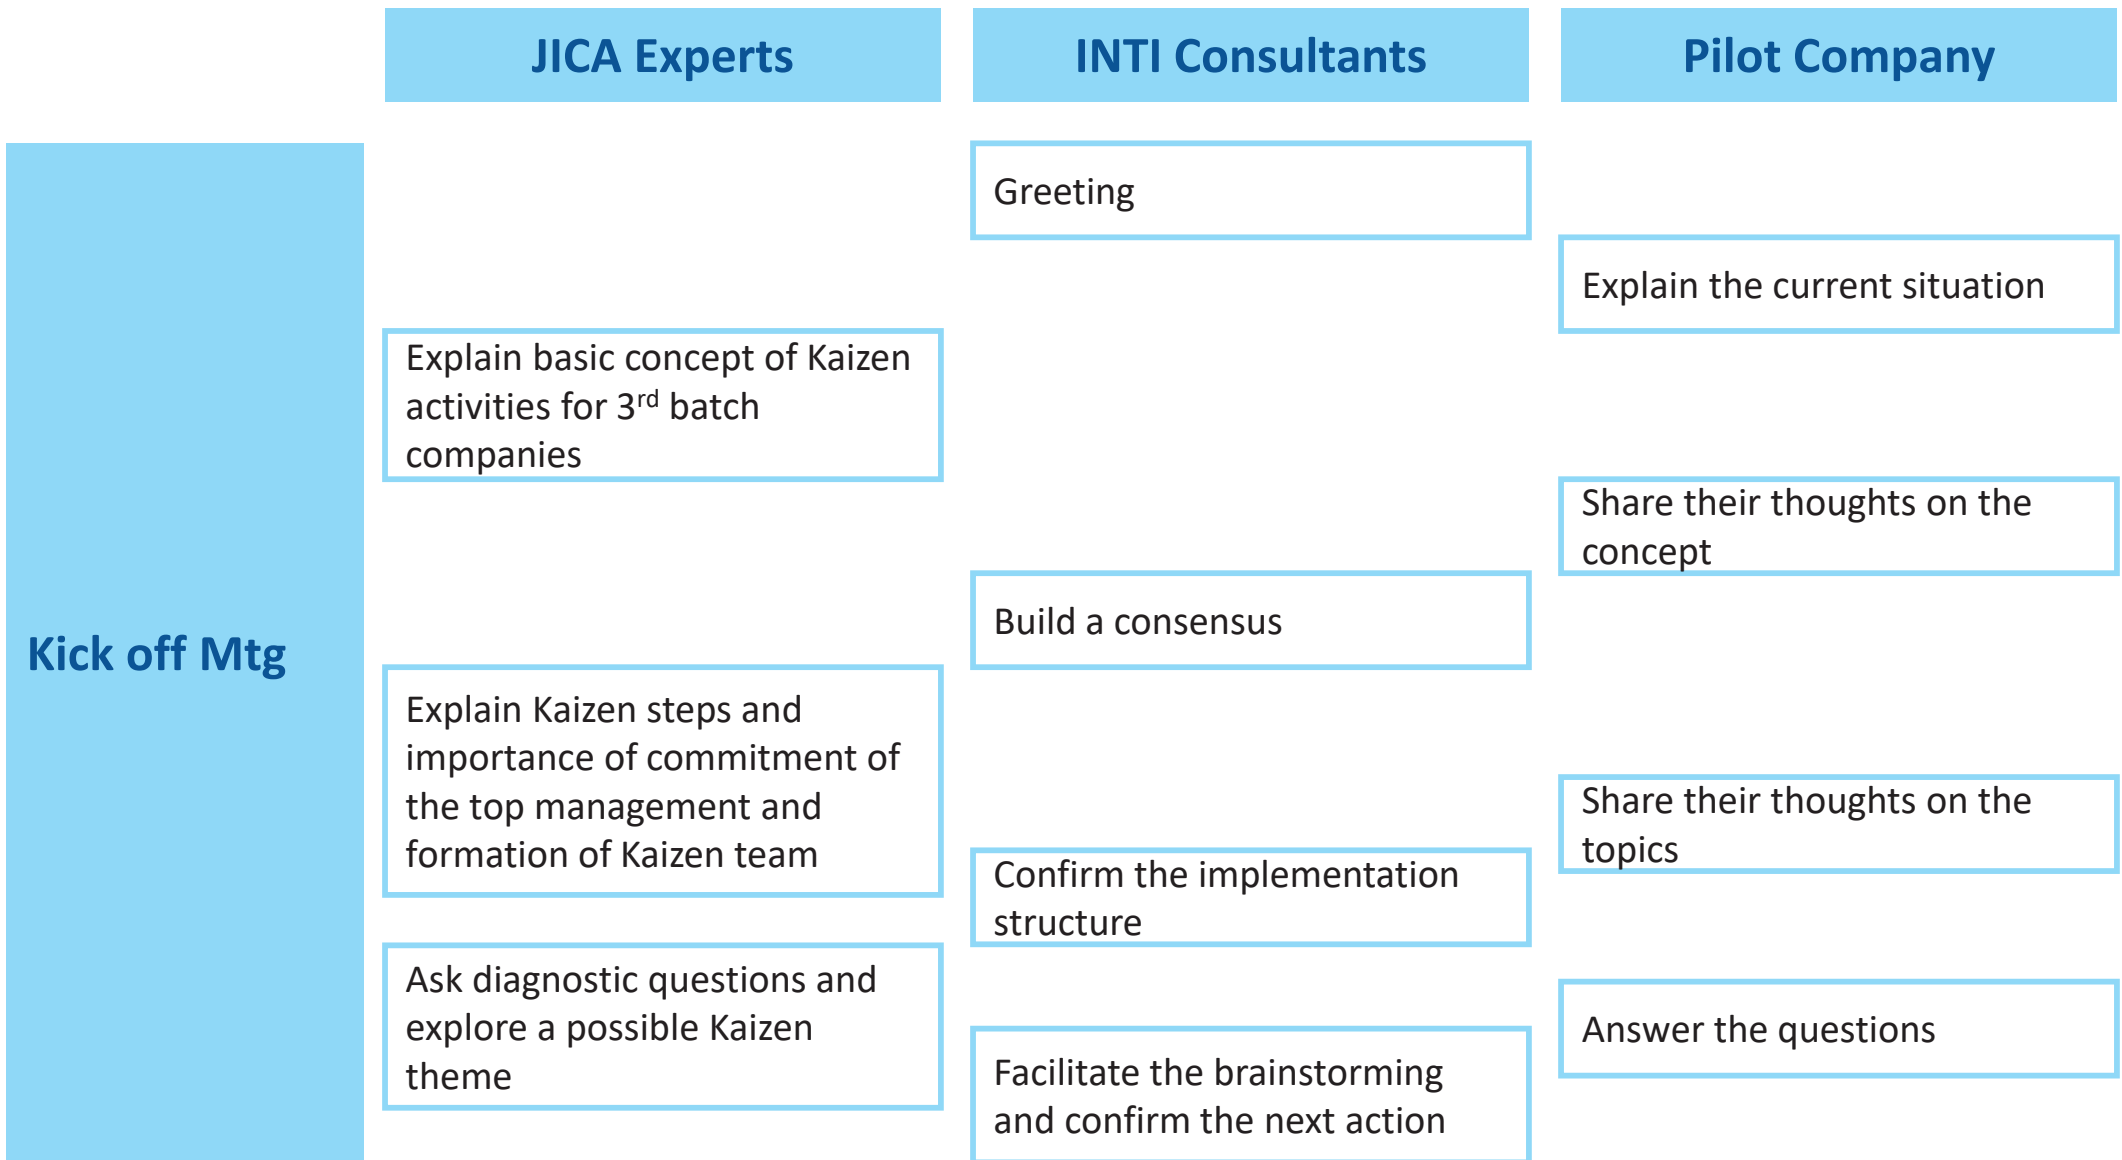 JICA Experts
INTI Consultants
Pilot Company
Kick off Mtg
Greeting
Explain the current situation
Explain basic concept of Kaizen
activities for 3rd batch
companies
Share their thoughts on the
concept
Build a consensus
Explain Kaizen steps and
importance of commitment of
the top management and
formation of Kaizen team
Share their thoughts on the
topics
Confirm the implementation
structure
Ask diagnostic questions and
explore a possible Kaizen
theme
Answer the questions
Facilitate the brainstorming
and confirm the next action